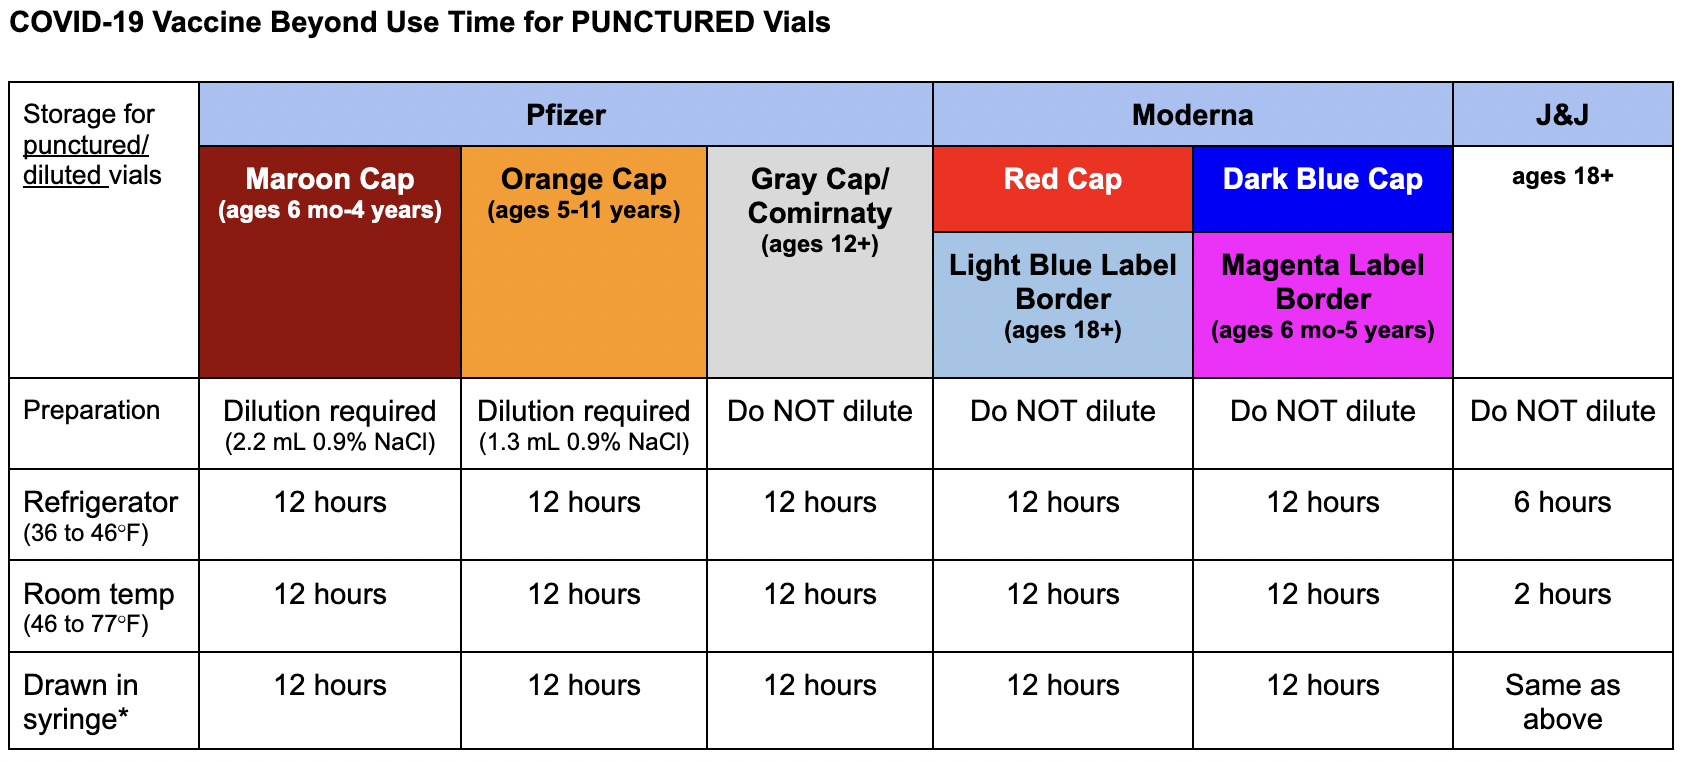 COVID-19 Vaccine Beyond Use Time for PUNCTURED Vials
Storage for
punctured/
diluted vials
Pfizer
Moderna
J&J
Maroon Cap
(ages 6 mo-4 years)
Orange Cap
(ages 5-11 years)
Gray Cap/
Comirnaty
(ages 12+)
Red Cap
Dark Blue Cap
ages 18+
Light Blue Label
Border
(ages 18+)
Magenta Label
Border
(ages 6 mo-5 years)
Preparation
Dilution required
(2.2 mL 0.9% NaCl)
Dilution required
(1.3 mL 0.9% NaCl)
Do NOT dilute
Do NOT dilute
Do NOT dilute
Do NOT dilute
Refrigerator
(36 to 46°F)
12 hours
12 hours
12 hours
12 hours
12 hours
6 hours
Room temp
(46 to 77°F)
12 hours
12 hours
12 hours
12 hours
12 hours
2 hours
Drawn in
syringe*
12 hours
12 hours
12 hours
12 hours
12 hours
Same as
above